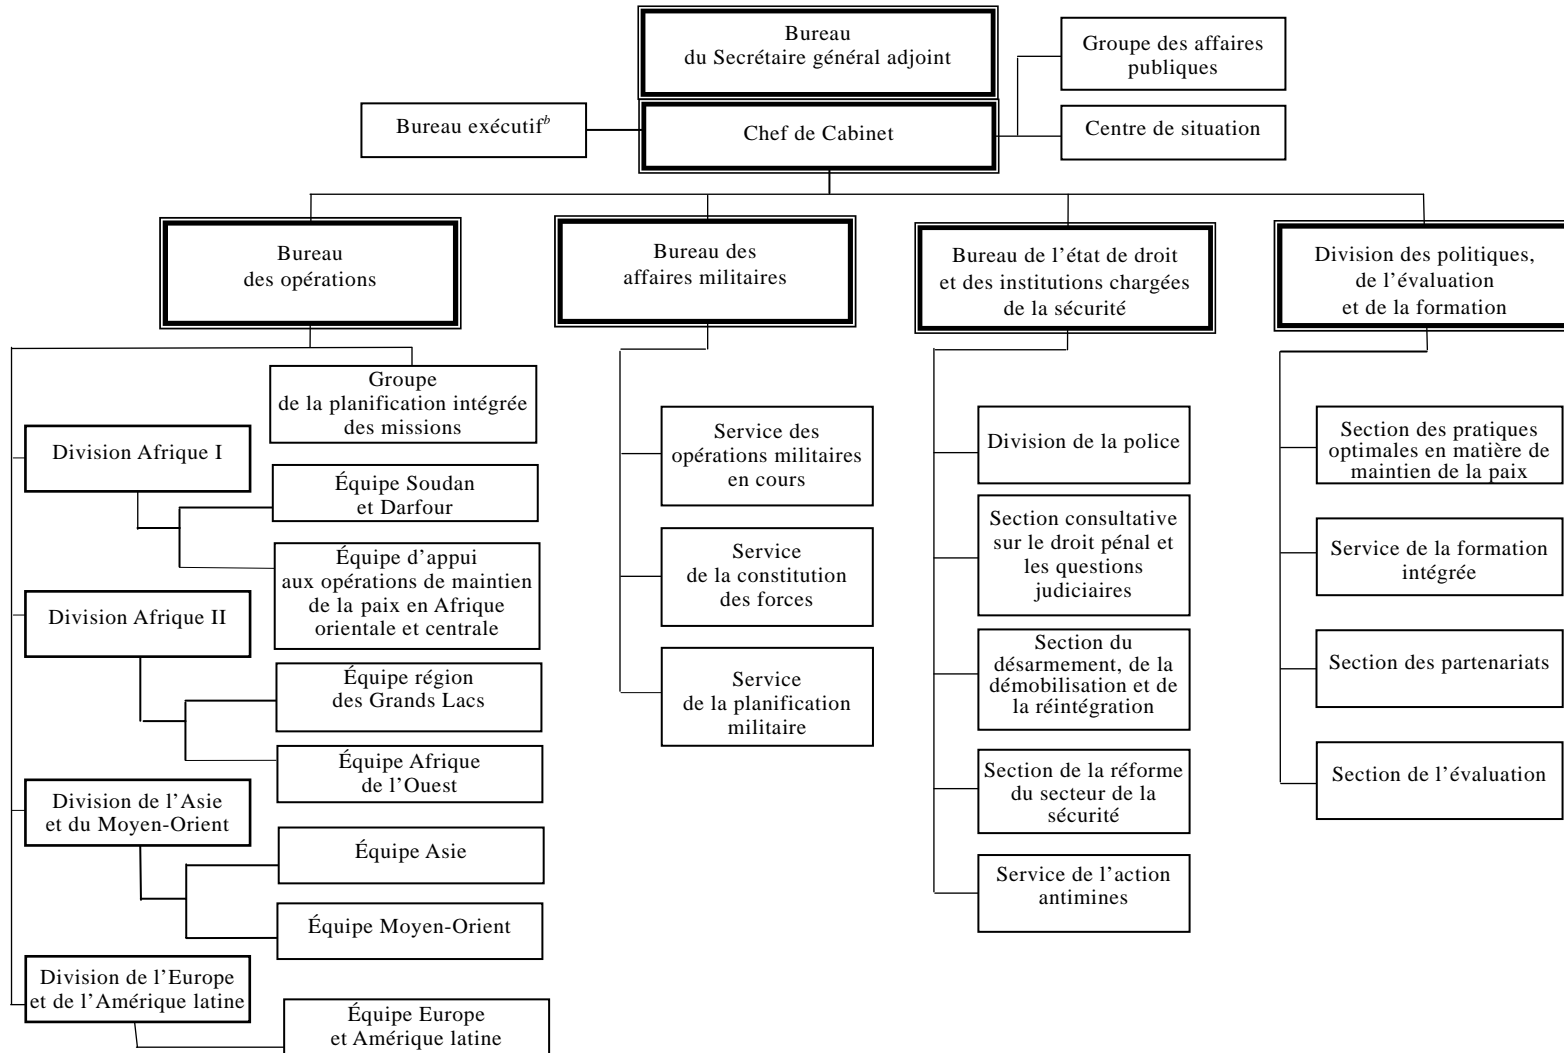 Bureau
du Secrétaire général adjoint
Groupe des affaires
publiques
Bureau exécutifb
Chef de Cabinet
Centre de situation
Bureau
des opérations
Bureau des
affaires militaires
Bureau de l’état de droit
et des institutions chargées
de la sécurité
Division des politiques,
de l’évaluation
et de la formation
Groupe
de la planification intégrée
des missions
Division Afrique I
Équipe Soudan
et Darfour
Équipe d’appui
aux opérations de maintien
de la paix en Afrique
orientale et centrale
Division Afrique II
Équipe région
des Grands Lacs
Équipe Afrique
de l’Ouest
Division de l’Asie
et du Moyen-Orient
Équipe Asie
Équipe Moyen-Orient
Division de l’Europe
et de l’Amérique latine
Équipe Europe
et Amérique latine
Service des
opérations militaires
en cours
Service
de la constitution
des forces
Service
de la planification
militaire
Division de la police
Section consultative
sur le droit pénal et
les questions
judiciaires
Section du
désarmement, de la
démobilisation et de
la réintégration
Section de la réforme
du secteur de la
sécurité
Service de l’action
antimines
Section des pratiques
optimales en matière de
maintien de la paix
Service de la formation
intégrée
Section des partenariats
Section de l’évaluation